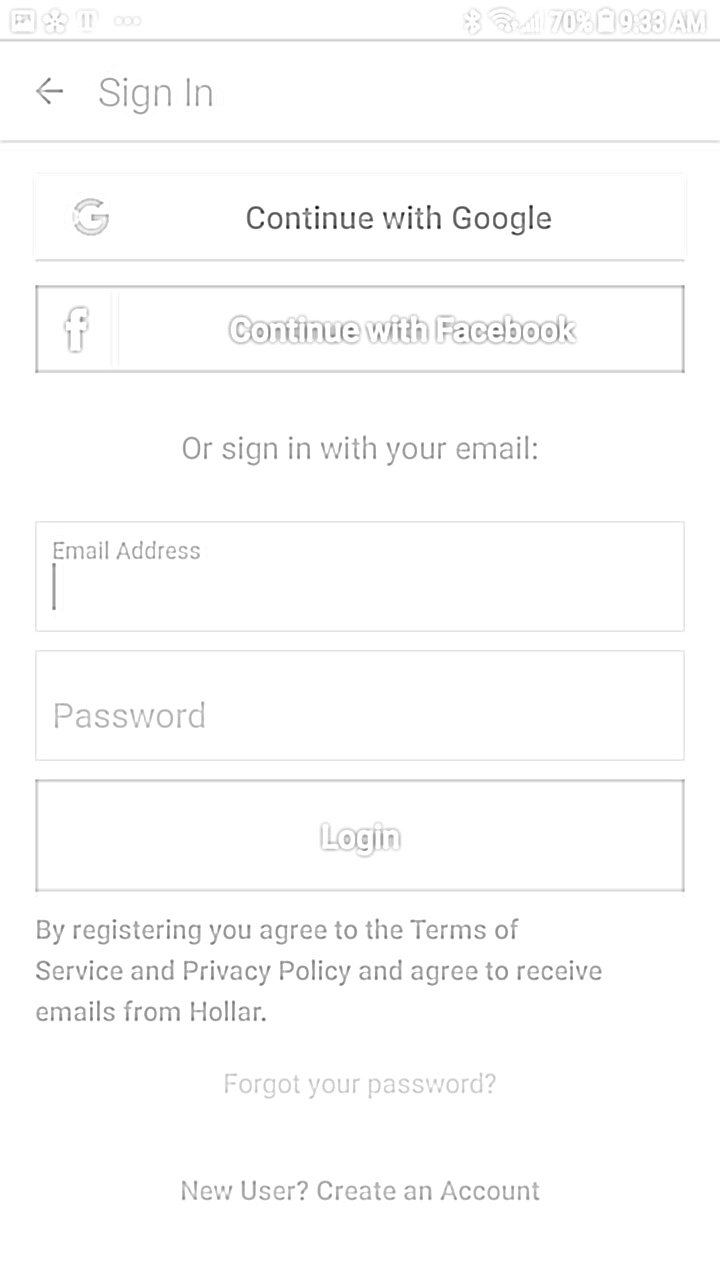 70% 9:33 AM
Sign In
Continue with Google
Continue with Facebook
Or sign in with your email:
Email Address
Password
Login
By registering you agree to the Terms of
Service and Privacy Policy and agree to receive
emails from Hollar.
Forgot your password?
New User? Create an Account